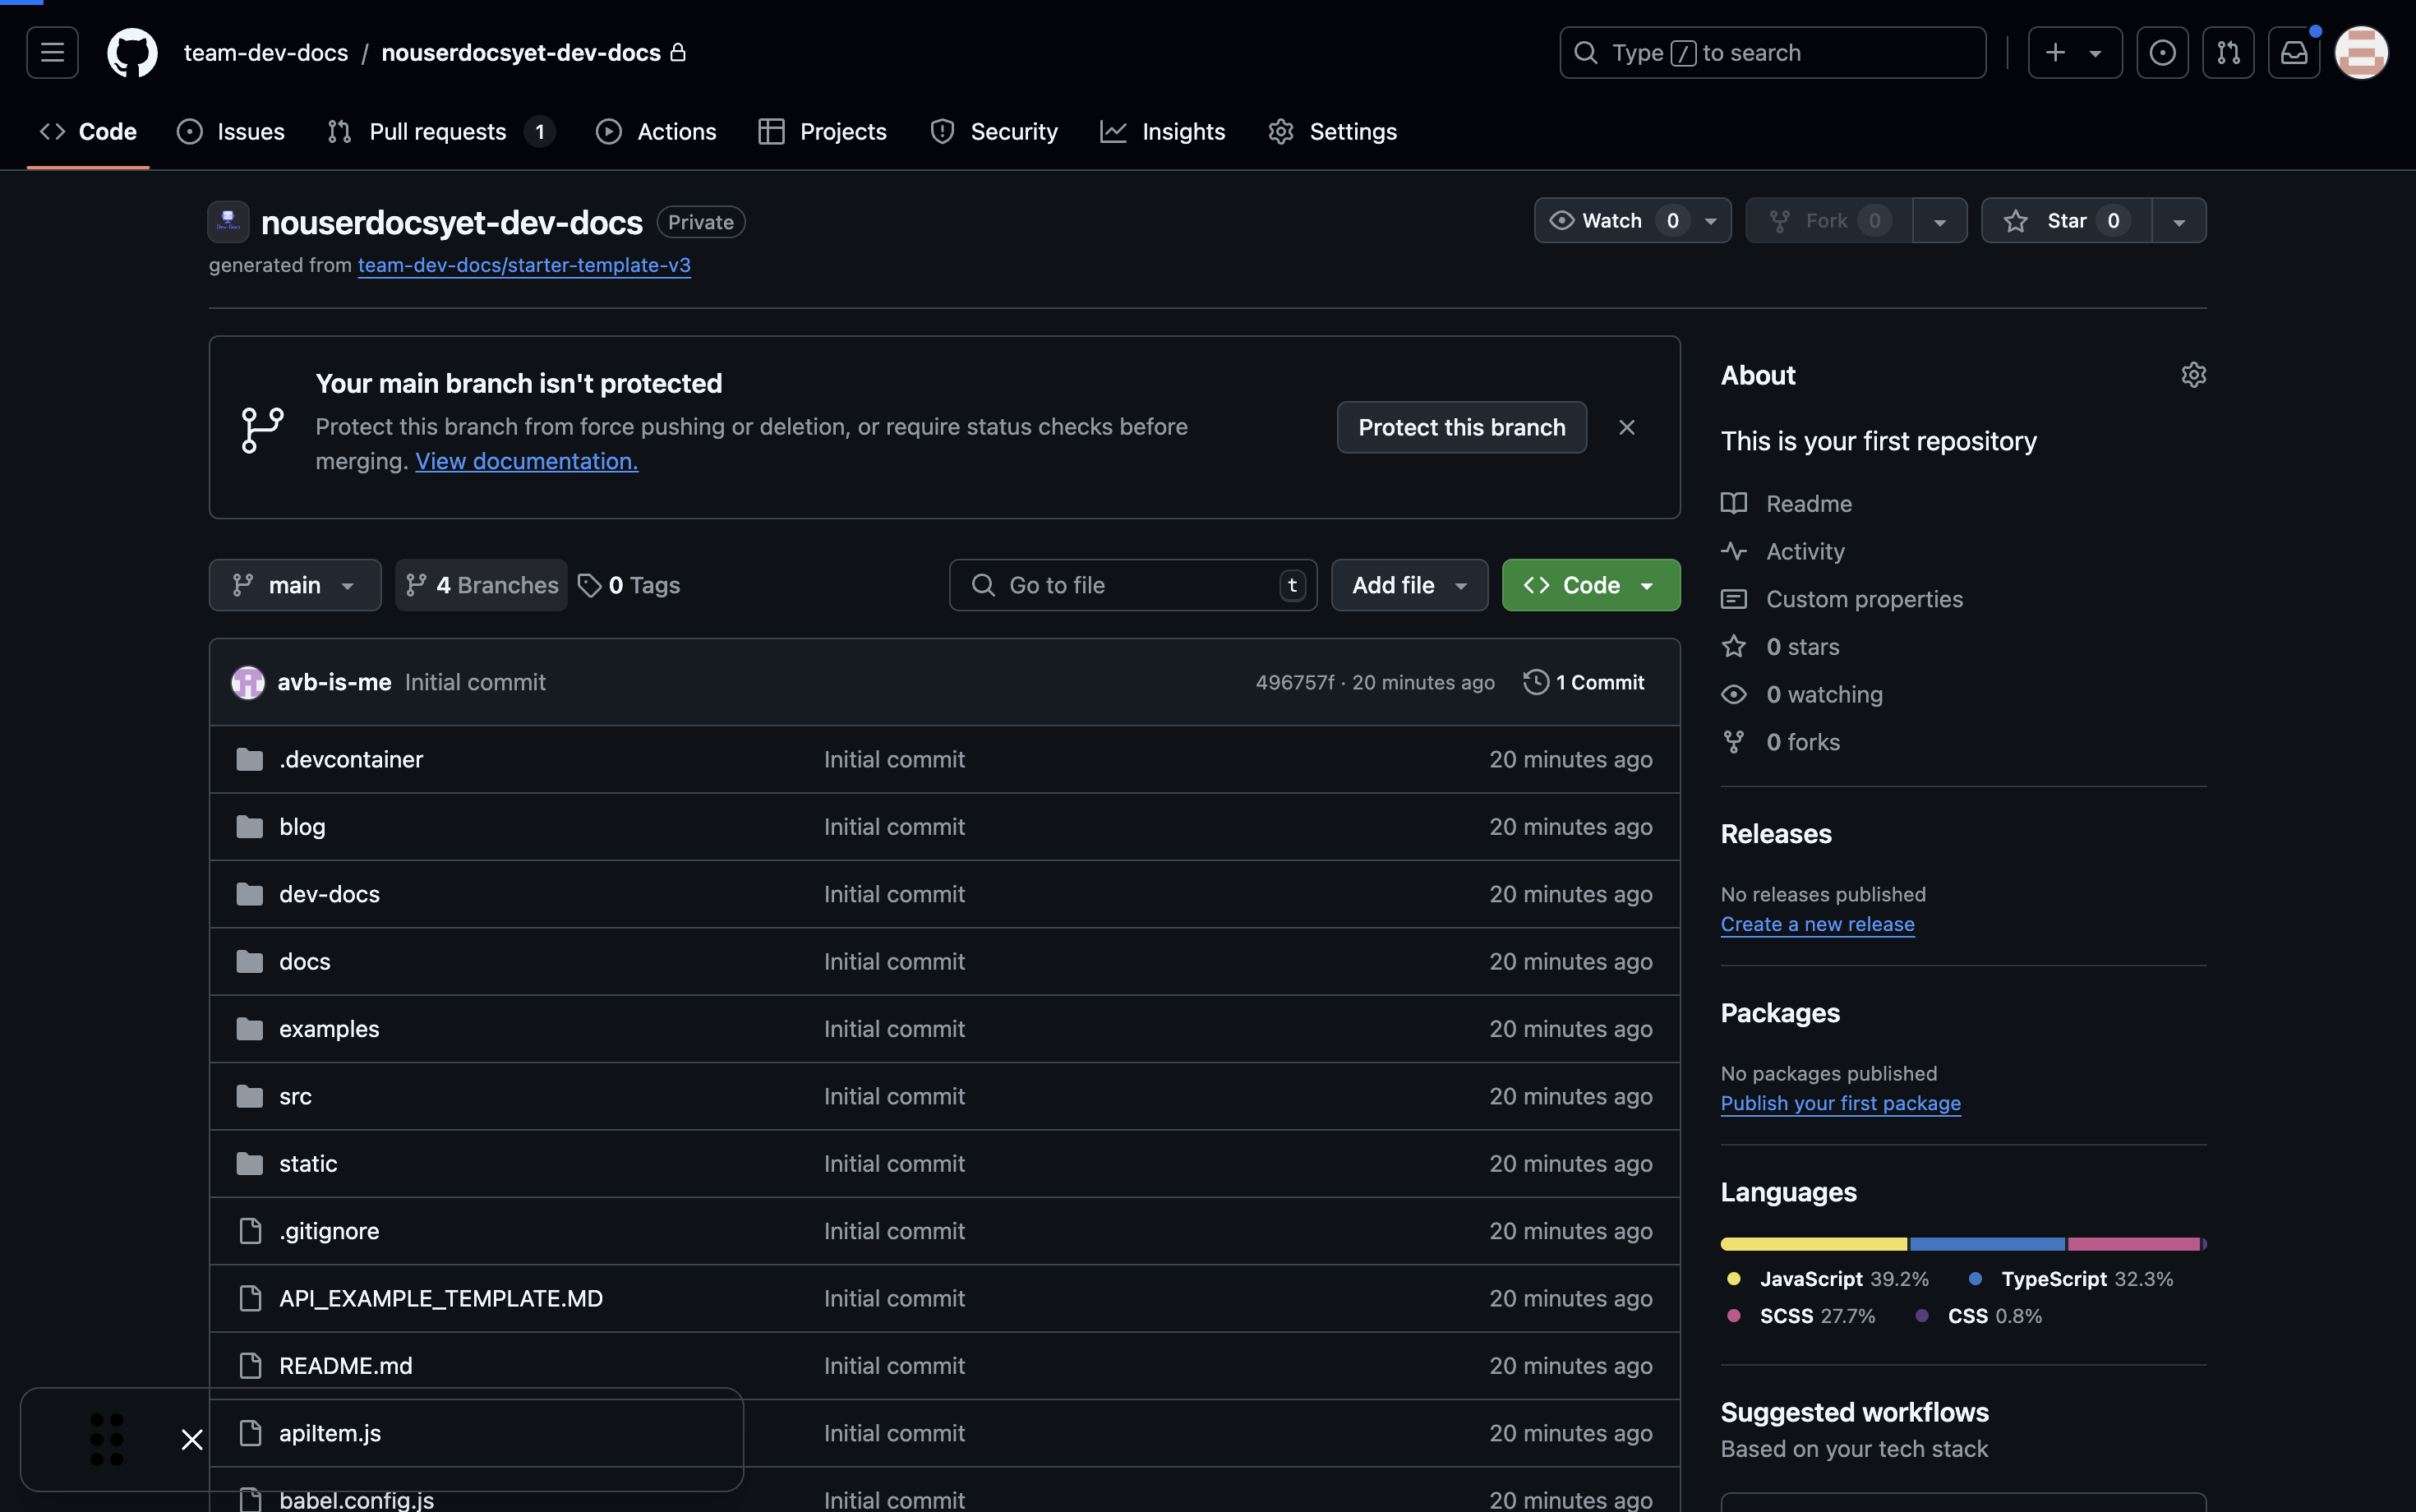 team-dev-docs / nouserdocsyet-dev-docs
Type / to search
Code
Issues
Pull requests 1
Actions
Projects
Security
Insights
Settings
nouserdocsyet-dev-docs Private
Watch 0
Fork 0
Star 0
generated from team-dev-docs/starter-template-v3
Your main branch isn't protected
Protect this branch from force pushing or deletion, or require status checks before
merging. View documentation.
Protect this branch
main
4 Branches
0 Tags
Go to file t
Add file
Code
avb-is-me Initial commit 496757f · 20 minutes ago 1 Commit
.devcontainer Initial commit 20 minutes ago
blog Initial commit 20 minutes ago
dev-docs Initial commit 20 minutes ago
docs Initial commit 20 minutes ago
examples Initial commit 20 minutes ago
src Initial commit 20 minutes ago
static Initial commit 20 minutes ago
.gitignore Initial commit 20 minutes ago
API_EXAMPLE_TEMPLATE.MD Initial commit 20 minutes ago
README.md Initial commit 20 minutes ago
apiItem.js Initial commit 20 minutes ago
babel.config.js Initial commit 20 minutes ago
About
This is your first repository
Readme
Activity
Custom properties
0 stars
0 watching
0 forks
Releases
No releases published
Create a new release
Packages
No packages published
Publish your first package
Languages
JavaScript 39.2% TypeScript 32.3%
SCSS 27.7% CSS 0.8%
Suggested workflows
Based on your tech stack